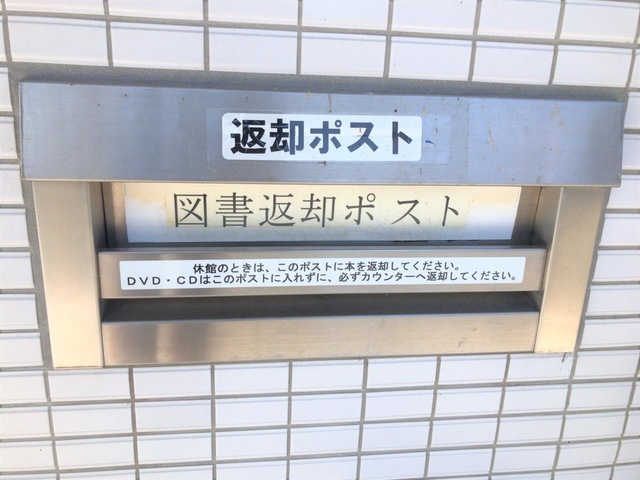 返却ポスト
図書返却ポスト
休館のときは、このポストに本を返却してください。
DVD・CDはこのポストに入れずに、必ずカウンターへ返却してください。